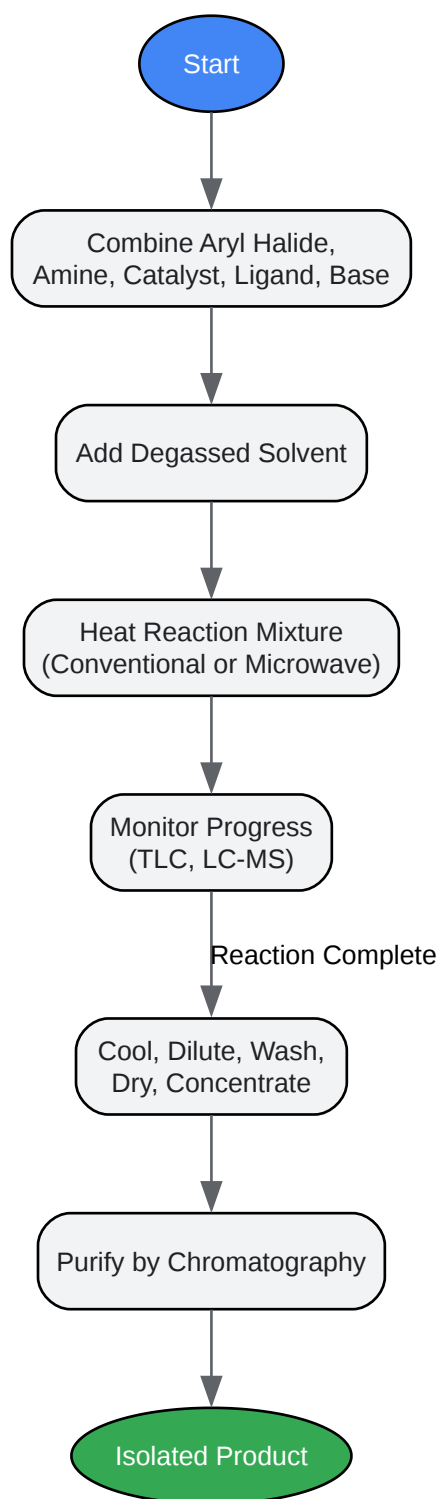 Start
Combine Aryl Halide,
Amine, Catalyst, Ligand, Base
Add Degassed Solvent
Heat Reaction Mixture
(Conventional or Microwave)
Monitor Progress
(TLC, LC-MS)
Reaction Complete
Cool, Dilute, Wash,
Dry, Concentrate
Purify by Chromatography
Isolated Product